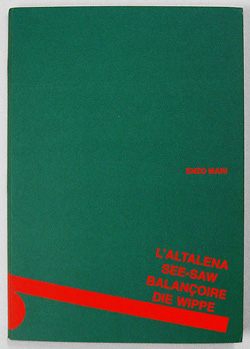 ENZO MARI
L'ALTALENA
SEE-SAW
BALANÇOIRE
DIE WIPPE